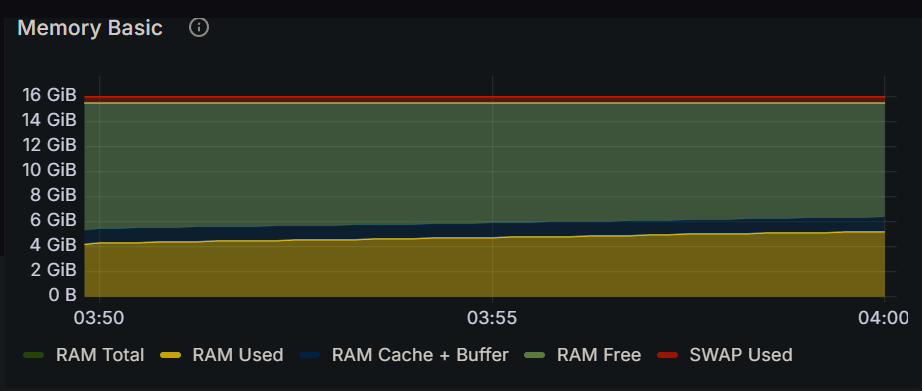 Memory Basic
16 GiB
14 GiB
12 GiB
10 GiB
8 GiB
6 GiB
4 GiB
2 GiB
0 B
03:50 03:55 04:00
RAM Total RAM Used RAM Cache + Buffer RAM Free SWAP Used